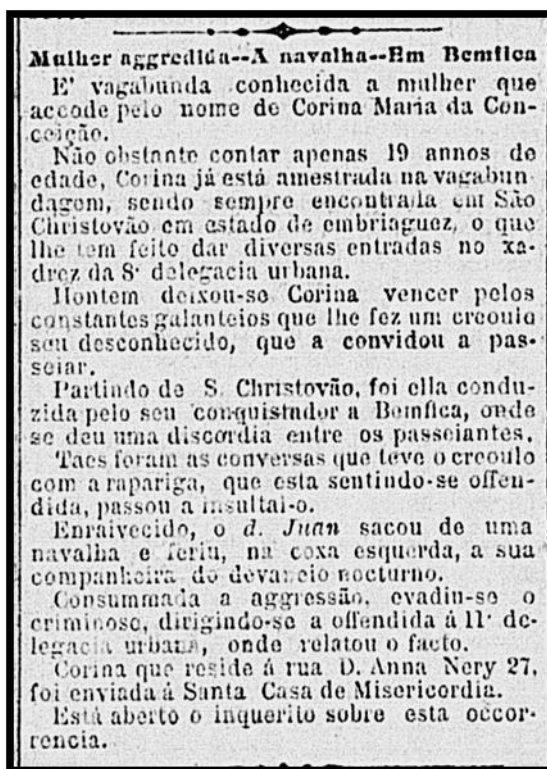 Mulher aggredida--A navalha--Em Bemfica
E' vagabunda conhecida a mulher que
accode pelo nome de Corina Maria da Con-
ceição.
Não obstante contar apenas 19 annos de
edade, Corina já está amestrada na vagabun-
dagem, sendo sempre encontrada em São
Christovão em estado de embriaguez, o que
lhe tem feito dar diversas entradas no xa-
drez da 8ª delegacia urbana.
Hontem deixou-se Corina vencer pelos
constantes galanteios que lhe fez um creoulo
seu desconhecido, que a convidou a pas-
seiar.
Partindo de S. Christovão, foi ella condu-
zida pelo seu conquistador a Bemfica, onde
se deu uma discordia entre os passeiantes.
Taes foram as conversas que teve o creoulo
com a rapariga, que esta sentindo-se offen-
dida, passou a insultal-o.
Enraivecido, o d. Juan sacou de uma
navalha e feriu, na coxa esquerda, a sua
companheira do devaneio nocturno.
Consummada a aggressão, evadiu-se o
criminoso, dirigindo-se a offendida á 11ª de-
legacia urbana, onde relatou o facto.
Corina que reside á rua D. Anna Nery 27,
foi enviada á Santa Casa de Misericordia.
Está aberto o inquerito sobre esta occor-
rencia.